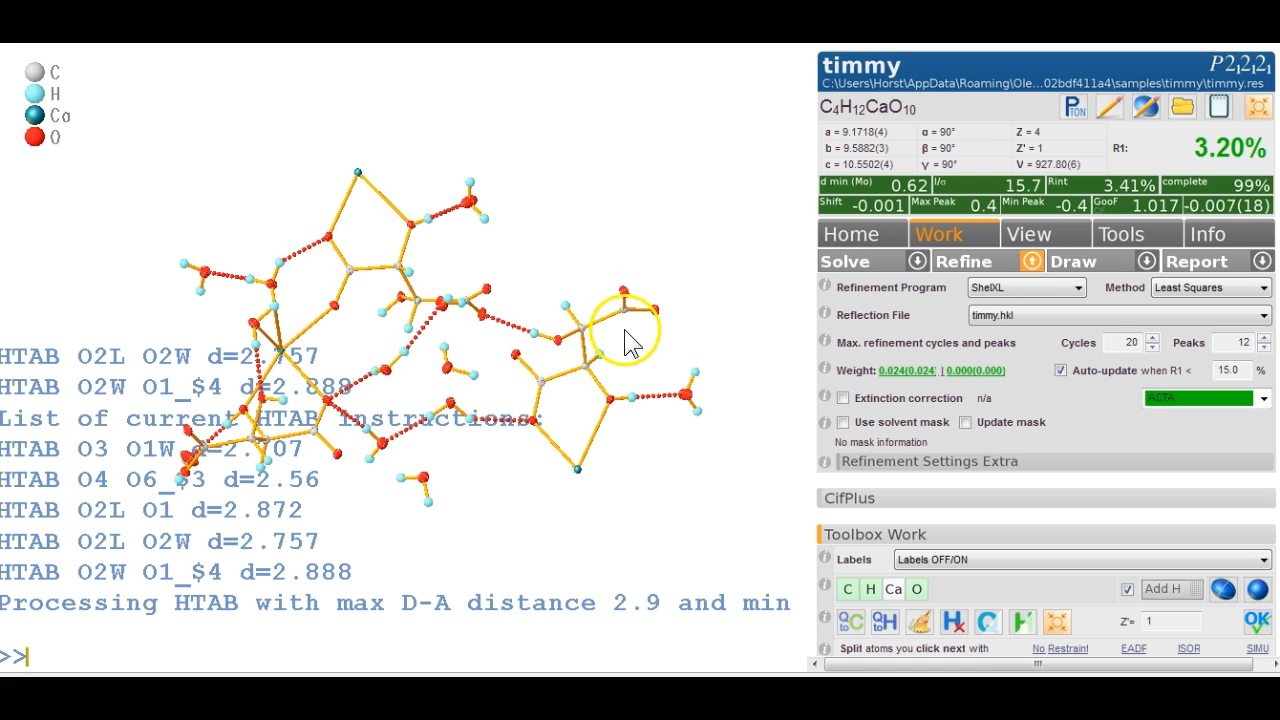 C
H
Ca
O
HTAB O2L O2W d=2.757
HTAB O2W O1_$4 d=2.888
List of current HTAB instructions:
HTAB O3 O1W d=2.707
HTAB O4 O6_$3 d=2.56
HTAB O2L O1 d=2.872
HTAB O2L O2W d=2.757
HTAB O2W O1_$4 d=2.888
Processing HTAB with max D-A distance 2.9 and min
>>
timmy P2₁2₁2₁
C:\Users\Horst\AppData\Roaming\Ole...02bdf411a4\samples\timmy\timmy.res
C₄H₁₂CaO₁₀ PTON
a = 9.1718(4) α = 90° Z = 4
b = 9.5882(3) β = 90° Z' = 1 R1: 3.20%
c = 10.5502(4) γ = 90° V = 927.80(6)
d min (Mo) 0.62 I/σ 15.7 Rint 3.41% complete 99%
Shift -0.001 Max Peak 0.4 Min Peak -0.4 GooF 1.017 -0.007(18)
Home Work View Tools Info
Solve Refine Draw Report
Refinement Program ShelXL Method Least Squares
Reflection File timmy.hkl
Max. refinement cycles and peaks Cycles 20 Peaks 12
Weight: 0.024(0.024) | 0.000(0.000) Auto-update when R1 < 15.0 %
Extinction correction n/a ACTA
Use solvent mask Update mask
No mask information
Refinement Settings Extra
CifPlus
Toolbox Work
Labels Labels OFF/ON
C H Ca O Add H
Q to C Q to H H Z'= 1 OK
Split atoms you click next with No Restraint EADP ISOR SIMU